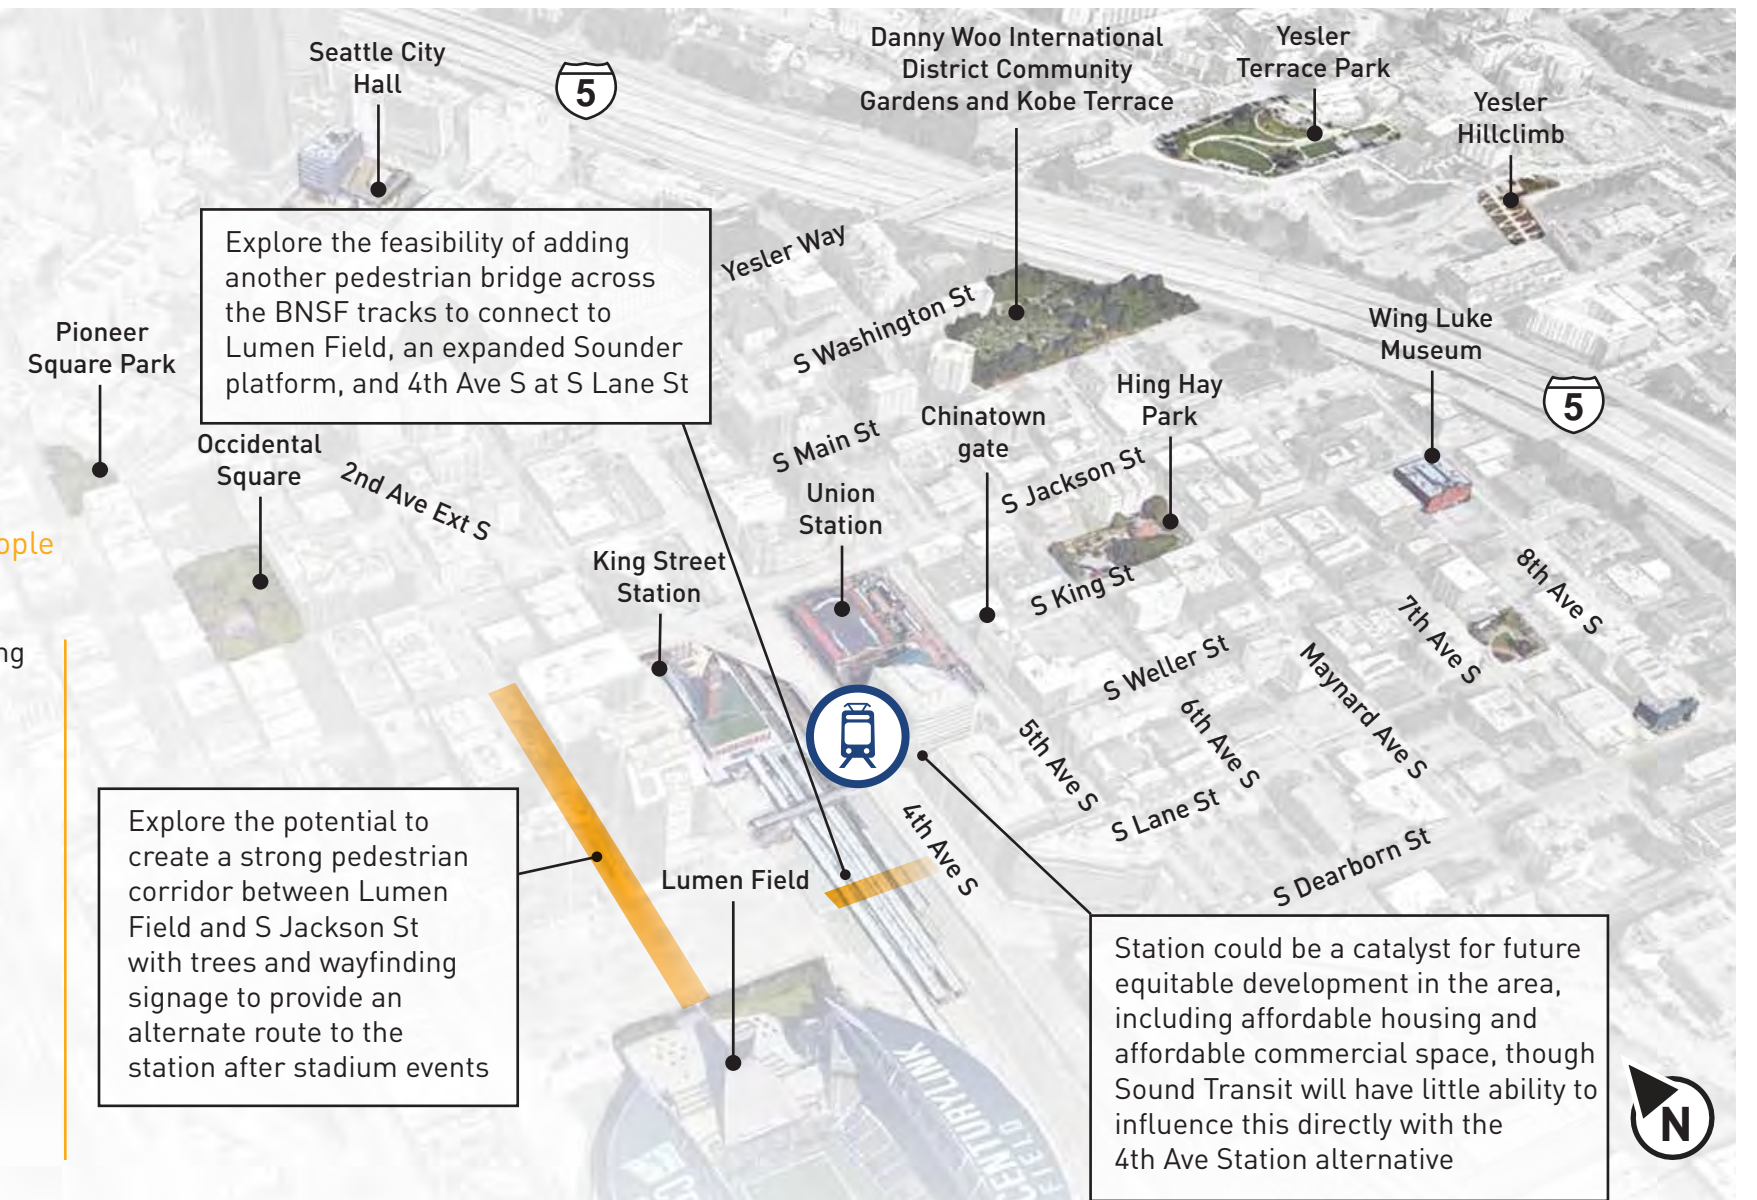 Seattle City
Hall
5
Danny Woo International
District Community
Gardens and Kobe Terrace
Yesler
Terrace Park
Yesler
Hillclimb
Explore the feasibility of adding
another pedestrian bridge across
the BNSF tracks to connect to
Lumen Field, an expanded Sounder
platform, and 4th Ave S at S Lane St
Yesler Way
S Washington St
Pioneer
Square Park
Wing Luke
Museum
5
Hing Hay
Park
Chinatown
gate
Occidental
Square
2nd Ave Ext S
S Main St
S Jackson St
Union
Station
King Street
Station
S King St
8th Ave S
7th Ave S
ople
ng
S Weller St
Maynard Ave S
6th Ave S
5th Ave S
S Lane St
4th Ave S
S Dearborn St
Explore the potential to
create a strong pedestrian
corridor between Lumen
Field and S Jackson St
with trees and wayfinding
signage to provide an
alternate route to the
station after stadium events
Lumen Field
Station could be a catalyst for future
equitable development in the area,
including affordable housing and
affordable commercial space, though
Sound Transit will have little ability to
influence this directly with the
4th Ave Station alternative
CENTURYLINK
FIELD
N